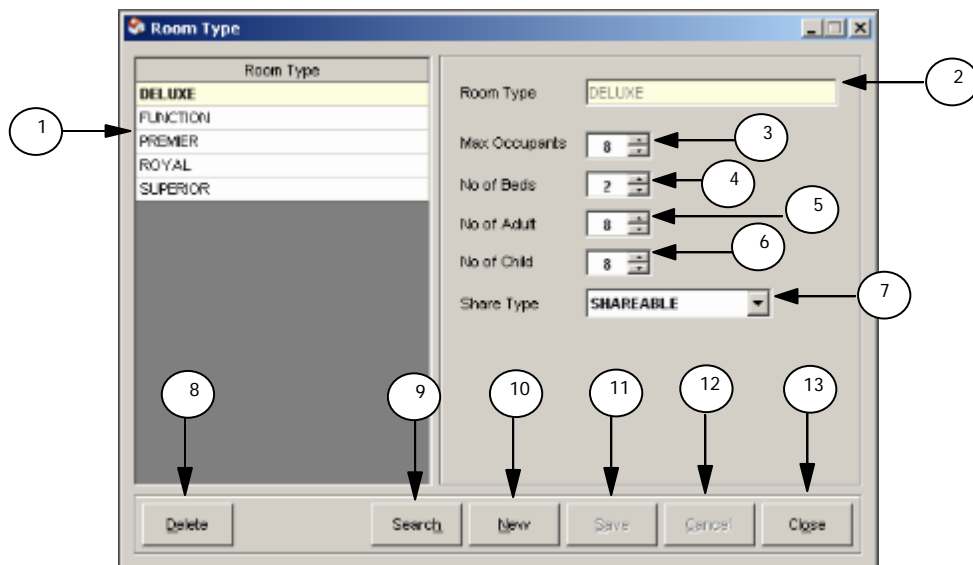 Room Type
Room Type
DELUXE
FUNCTION
PREMIER
ROYAL
SUPERIOR
Room Type DELUXE
Max Occupants 8
No of Beds 2
No of Adult 8
No of Child 8
Share Type SHAREABLE
1
2
3
4
5
6
7
8
9
10
11
12
13
Delete Search New Save Cancel Close